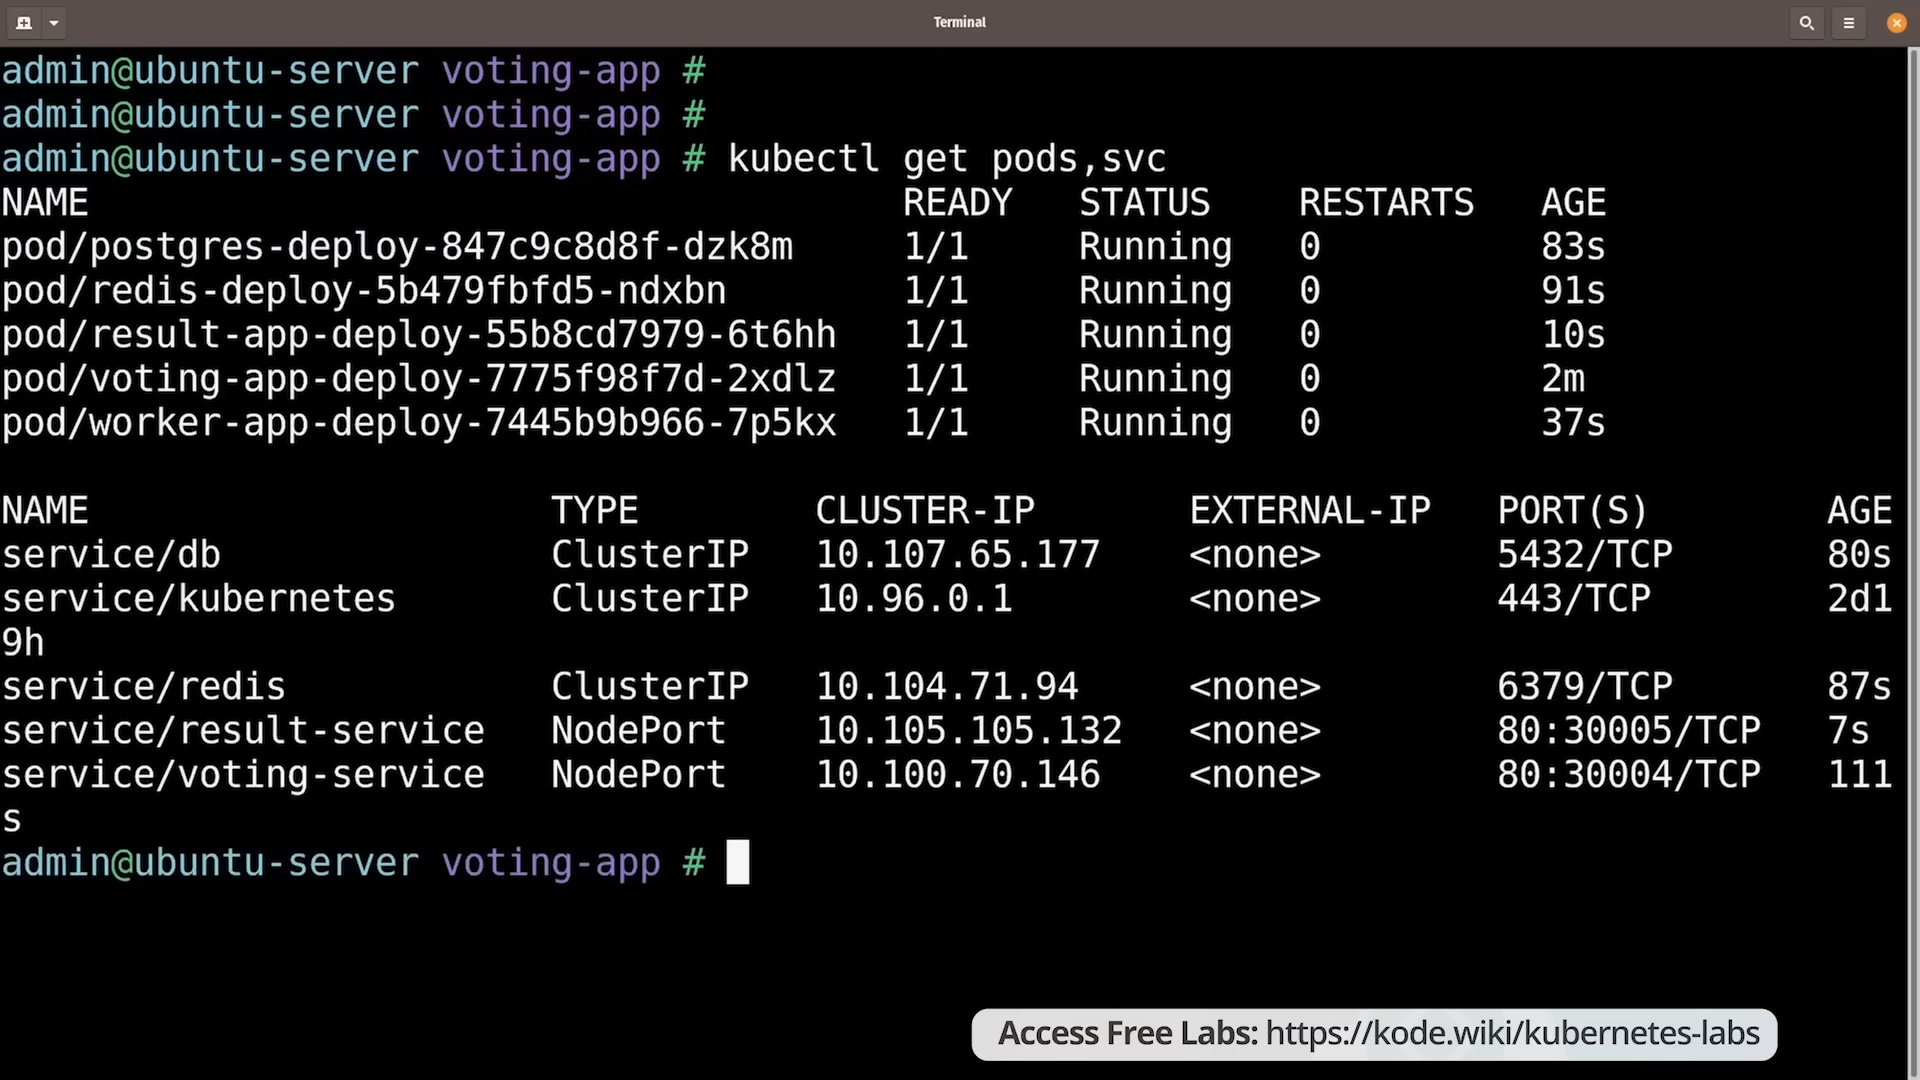 Terminal
admin@ubuntu-server voting-app #
admin@ubuntu-server voting-app #
admin@ubuntu-server voting-app # kubectl get pods,svc
NAME READY STATUS RESTARTS AGE
pod/postgres-deploy-847c9c8d8f-dzk8m 1/1 Running 0 83s
pod/redis-deploy-5b479fbfd5-ndxbn 1/1 Running 0 91s
pod/result-app-deploy-55b8cd7979-6t6hh 1/1 Running 0 10s
pod/voting-app-deploy-7775f98f7d-2xdlz 1/1 Running 0 2m
pod/worker-app-deploy-7445b9b966-7p5kx 1/1 Running 0 37s
NAME TYPE CLUSTER-IP EXTERNAL-IP PORT(S) AGE
service/db ClusterIP 10.107.65.177 <none> 5432/TCP 80s
service/kubernetes ClusterIP 10.96.0.1 <none> 443/TCP 2d1
9h
service/redis ClusterIP 10.104.71.94 <none> 6379/TCP 87s
service/result-service NodePort 10.105.105.132 <none> 80:30005/TCP 7s
service/voting-service NodePort 10.100.70.146 <none> 80:30004/TCP 111
s
admin@ubuntu-server voting-app #
Access Free Labs: https://kode.wiki/kubernetes-labs